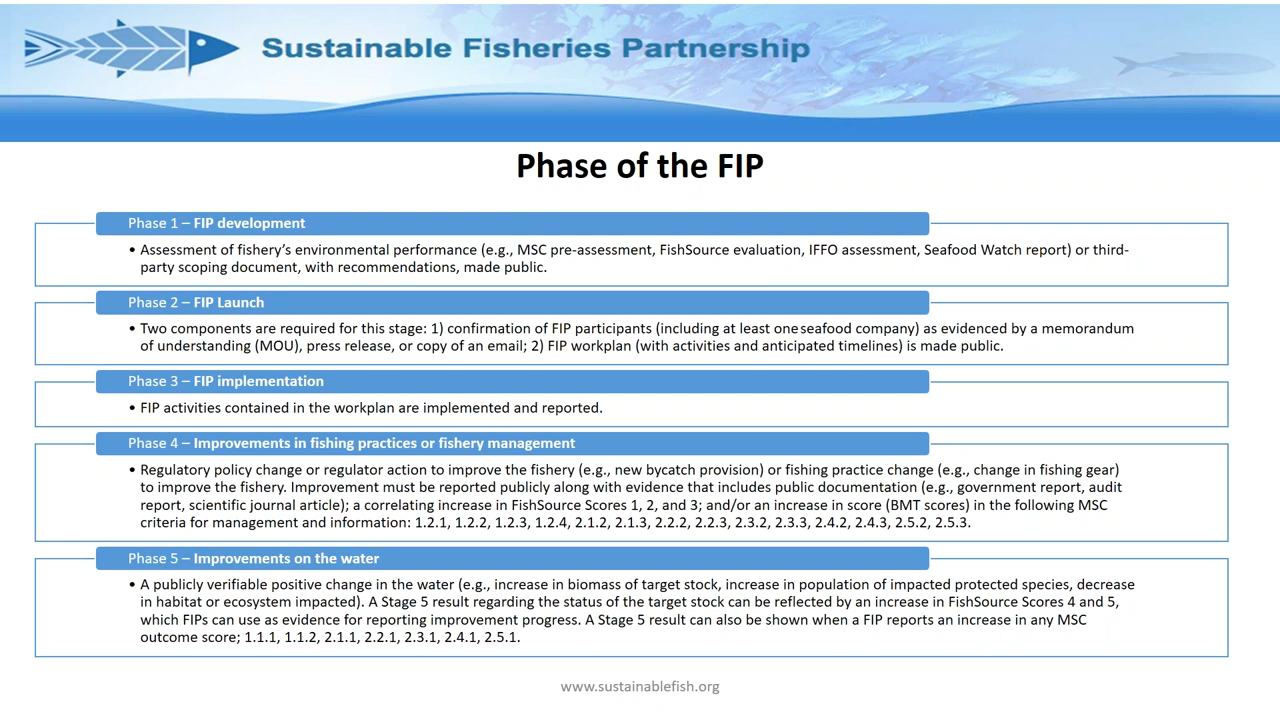 Sustainable Fisheries Partnership
Phase of the FIP
Phase 1 – FIP development
• Assessment of fishery’s environmental performance (e.g., MSC pre-assessment, FishSource evaluation, IFFO assessment, Seafood Watch report) or third-
party scoping document, with recommendations, made public.
Phase 2 – FIP Launch
• Two components are required for this stage: 1) confirmation of FIP participants (including at least one seafood company) as evidenced by a memorandum
of understanding (MOU), press release, or copy of an email; 2) FIP workplan (with activities and anticipated timelines) is made public.
Phase 3 – FIP implementation
• FIP activities contained in the workplan are implemented and reported.
Phase 4 – Improvements in fishing practices or fishery management
• Regulatory policy change or regulator action to improve the fishery (e.g., new bycatch provision) or fishing practice change (e.g., change in fishing gear)
to improve the fishery. Improvement must be reported publicly along with evidence that includes public documentation (e.g., government report, audit
report, scientific journal article); a correlating increase in FishSource Scores 1, 2, and 3; and/or an increase in score (BMT scores) in the following MSC
criteria for management and information: 1.2.1, 1.2.2, 1.2.3, 1.2.4, 2.1.2, 2.1.3, 2.2.2, 2.2.3, 2.3.2, 2.3.3, 2.4.2, 2.4.3, 2.5.2, 2.5.3.
Phase 5 – Improvements on the water
• A publicly verifiable positive change in the water (e.g., increase in biomass of target stock, increase in population of impacted protected species, decrease
in habitat or ecosystem impacted). A Stage 5 result regarding the status of the target stock can be reflected by an increase in FishSource Scores 4 and 5,
which FIPs can use as evidence for reporting improvement progress. A Stage 5 result can also be shown when a FIP reports an increase in any MSC
outcome score; 1.1.1, 1.1.2, 2.1.1, 2.2.1, 2.3.1, 2.4.1, 2.5.1.
www.sustainablefish.org